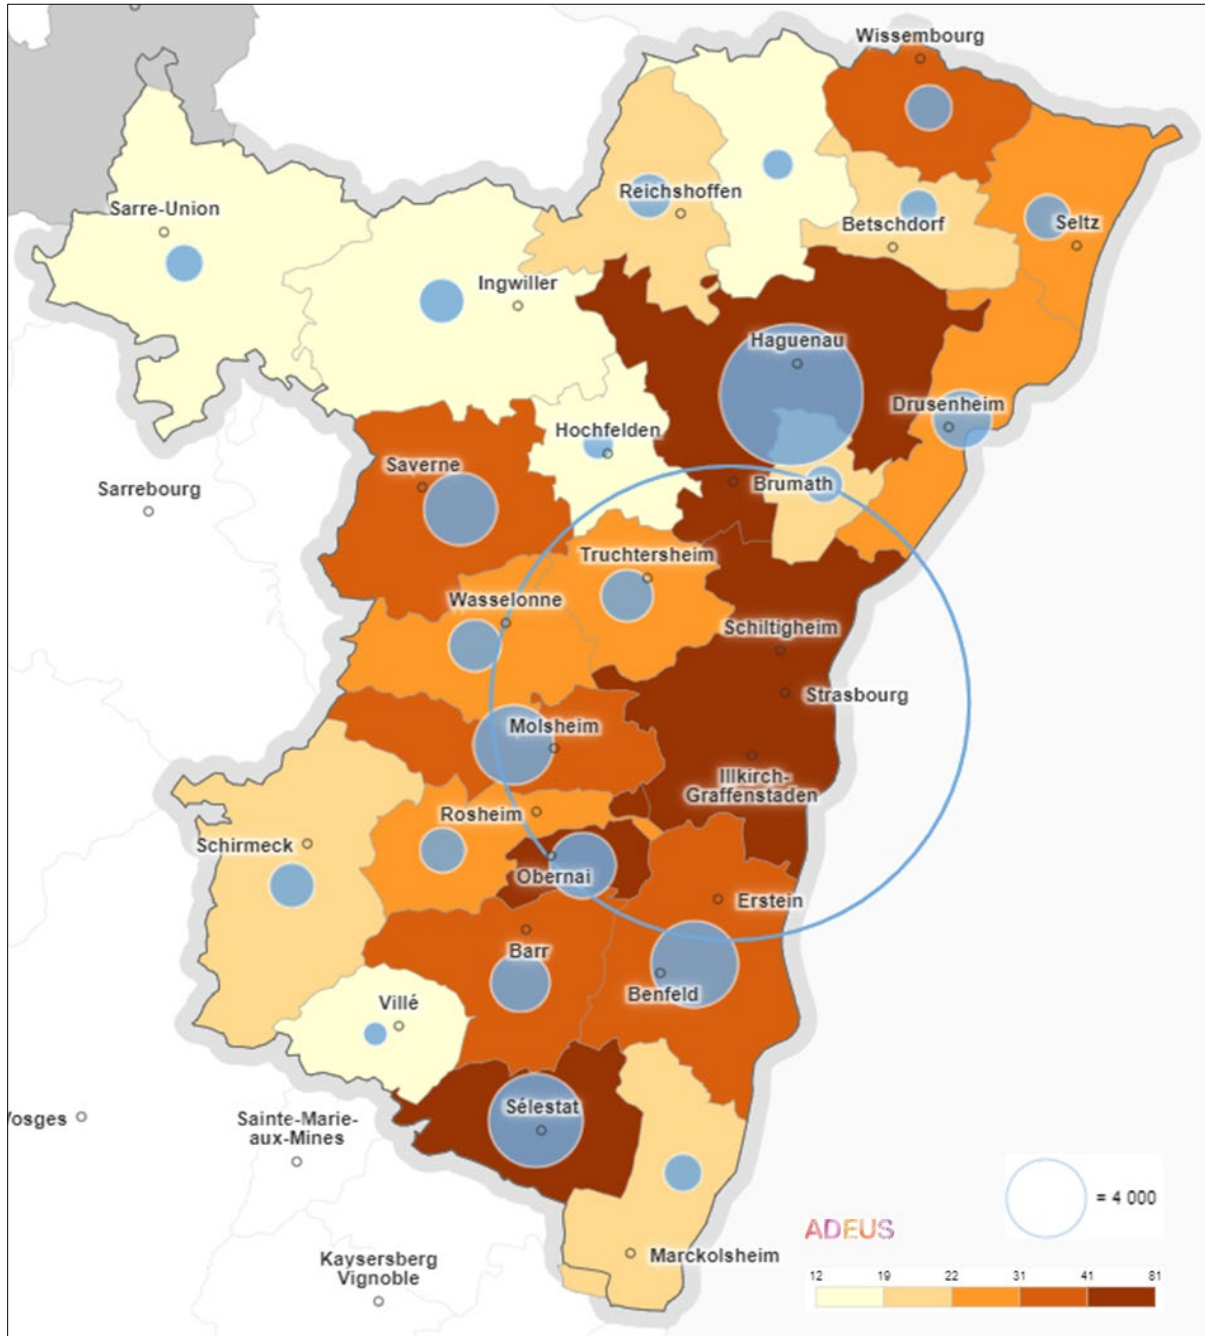 Wissembourg
Reichshoffen
Sarre-Union
Betschdorf
Seltz
Ingwiller
Haguenau
Drusenheim
Hochfelden
Saverne
Brumath
Sarrebourg
Truchtersheim
Wasselonne
Schiltigheim
Strasbourg
Molsheim
Illkirch-
Graffenstaden
Rosheim
Schirmeck
Obernai
Erstein
Barr
Benfeld
Villé
Sélestat
Vosges
Sainte-Marie-
aux-Mines
= 4 000
ADEUS
Marckolsheim
Kaysersberg
Vignoble
12 19 22 31 41 81